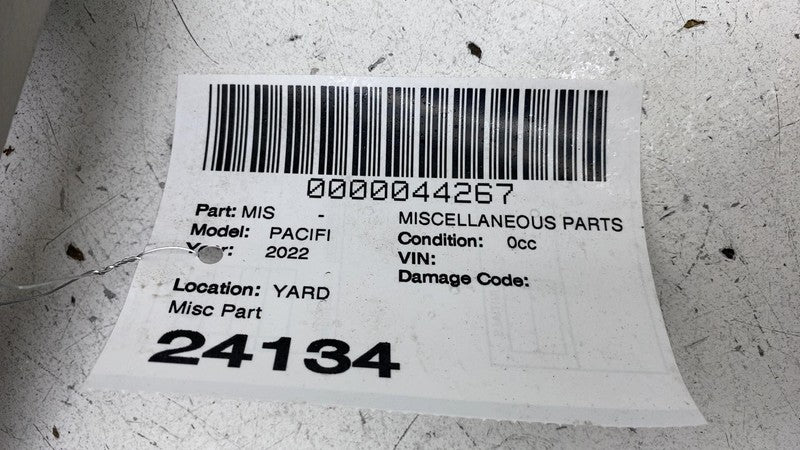 0000044267
Part: MIS - MISCELLANEOUS PARTS
Model: PACIFI Condition: 0cc
Year: 2022 VIN:
Damage Code:
Location: YARD
Misc Part
24134